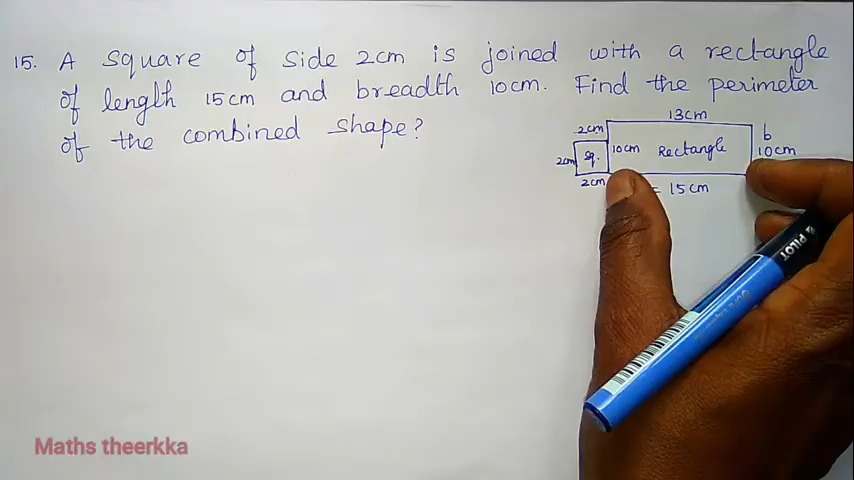 15. A square of side 2cm is joined with a rectangle
of length 15cm and breadth 10cm. Find the perimeter
of the combined shape?
13cm
2cm
b
2cm sq. 10cm Rectangle 10cm
2cm = 15cm
PILOT
Maths theerkka